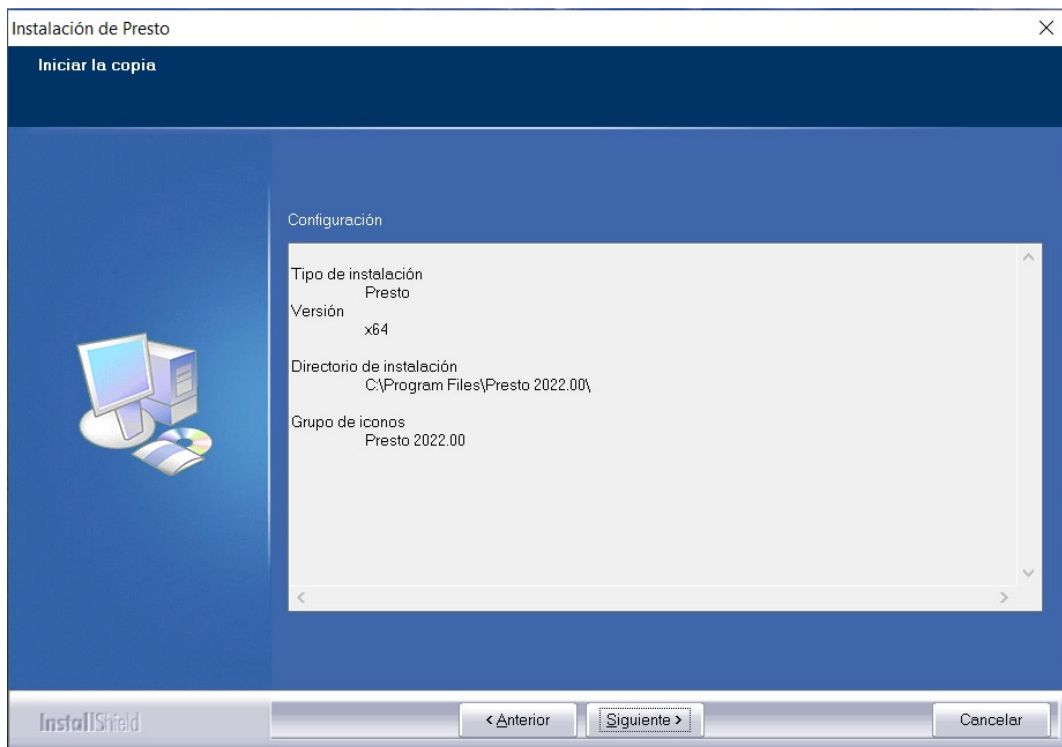 Instalación de Presto
Iniciar la copia
Configuración
Tipo de instalación
Presto
Versión
x64
Directorio de instalación
C:\Program Files\Presto 2022.00\
Grupo de iconos
Presto 2022.00
InstallShield
< Anterior
Siguiente >
Cancelar